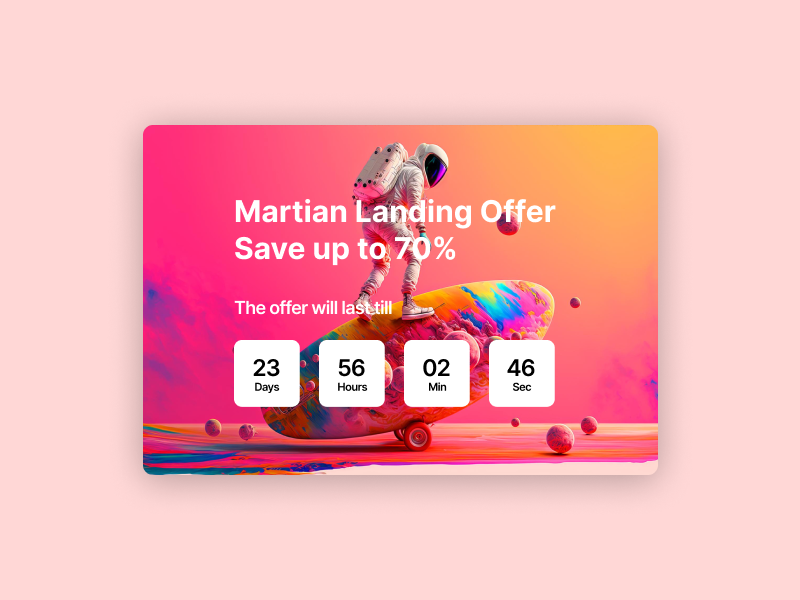 Martian Landing Offer
Save up to 70%
The offer will last till
23 56 02 46
Days Hours Min Sec